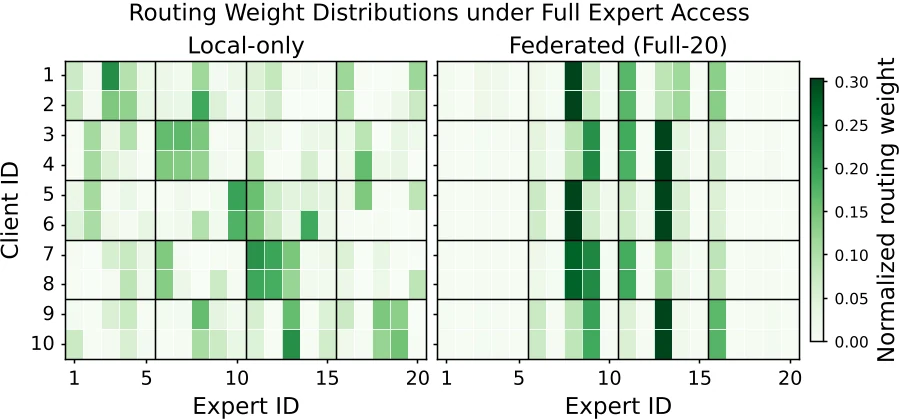 Routing Weight Distributions under Full Expert Access
Local-only
Federated (Full-20)
Client ID
1
2
3
4
5
6
7
8
9
10
1 5 10 15 20
1 5 10 15 20
Expert ID
Expert ID
0.30
0.25
0.20
0.15
0.10
0.05
0.00
Normalized routing weight